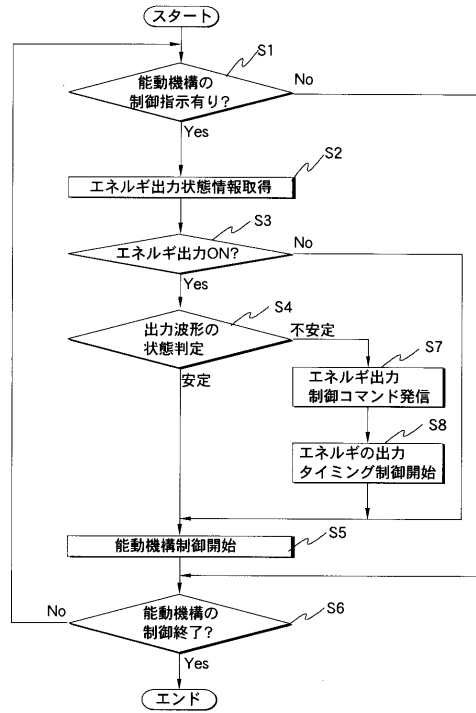 スタート
S1
能動機構の
制御指示有り?
No
Yes
S2
エネルギ出力状態情報取得
S3
エネルギ出力ON?
No
Yes
S4
出力波形の
状態判定
不安定
安定
S7
エネルギ出力
制御コマンド発信
S8
エネルギの出力
タイミング制御開始
能動機構制御開始
S5
No
能動機構の
制御終了?
S6
Yes
エンド